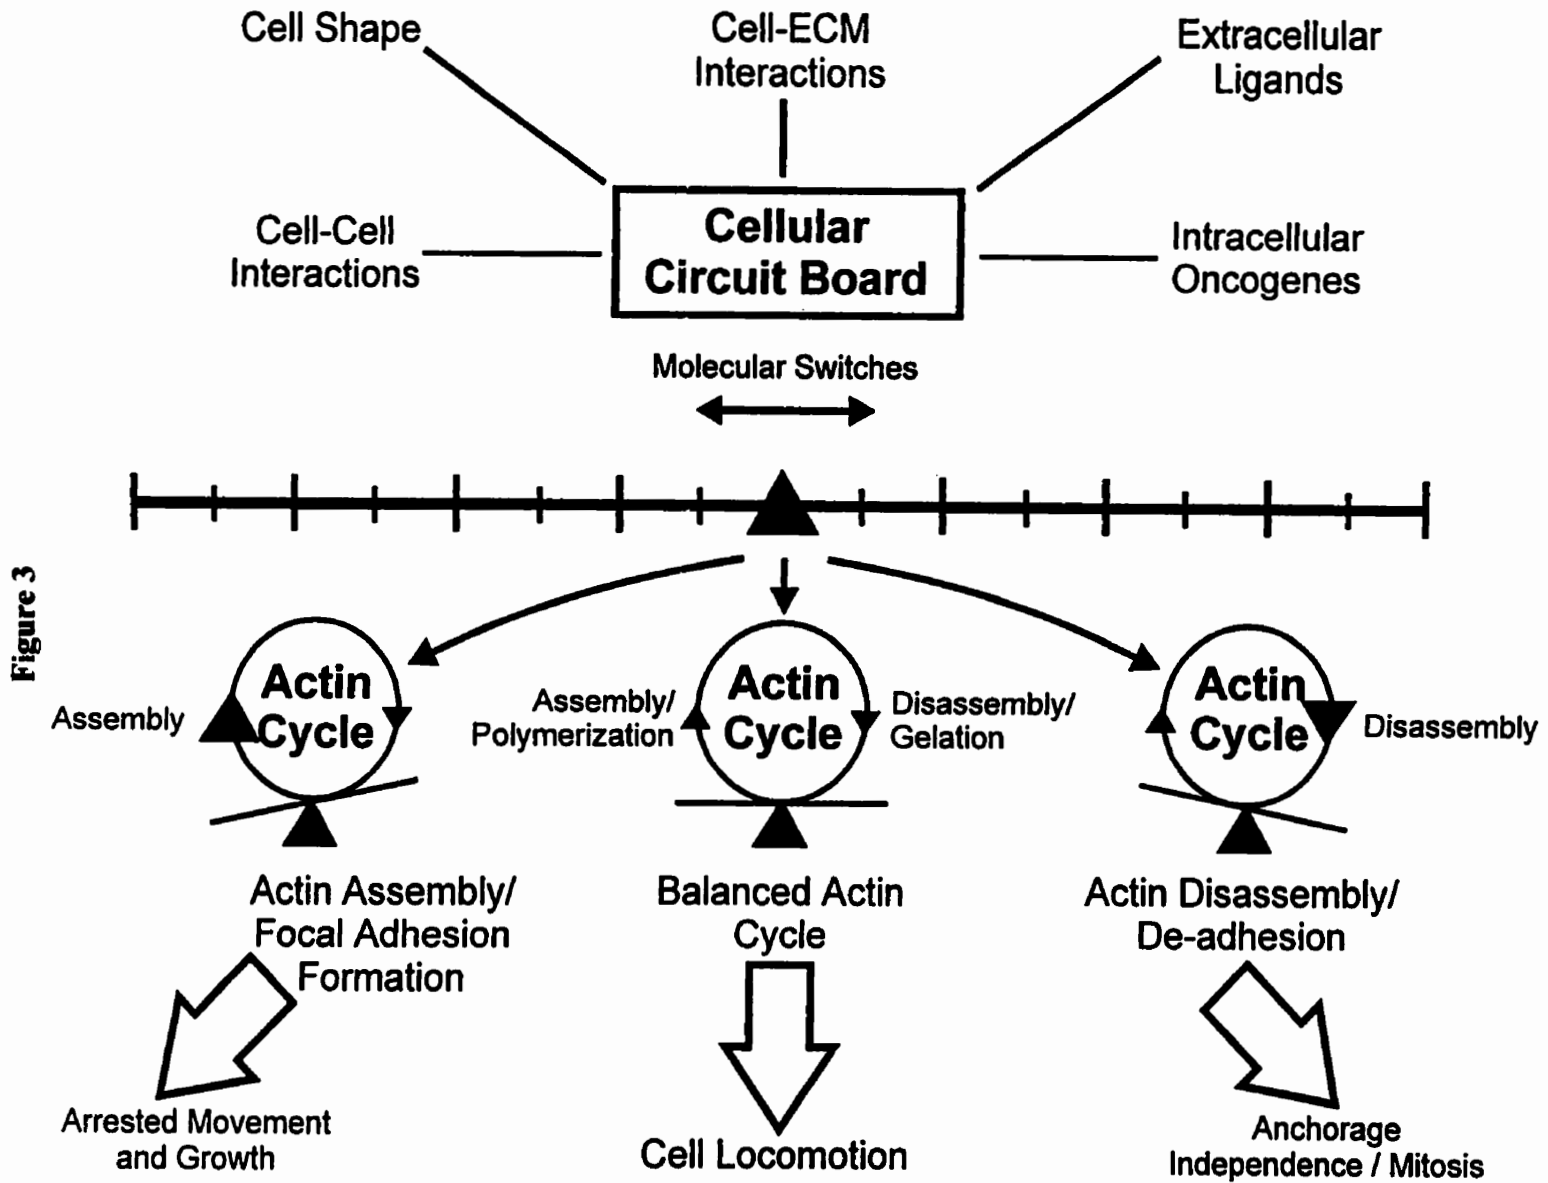 Cell Shape
Cell-ECM
Interactions
Extracellular
Ligands
Cell-Cell
Interactions
Cellular
Circuit Board
Intracellular
Oncogenes
Molecular Switches
Figure 3
Assembly
Actin
Cycle
Assembly/
Polymerization
Actin
Cycle
Disassembly/
Gelation
Actin
Cycle
Disassembly
Actin Assembly/
Focal Adhesion
Formation
Balanced Actin
Cycle
Actin Disassembly/
De-adhesion
Arrested Movement
and Growth
Cell Locomotion
Anchorage
Independence / Mitosis